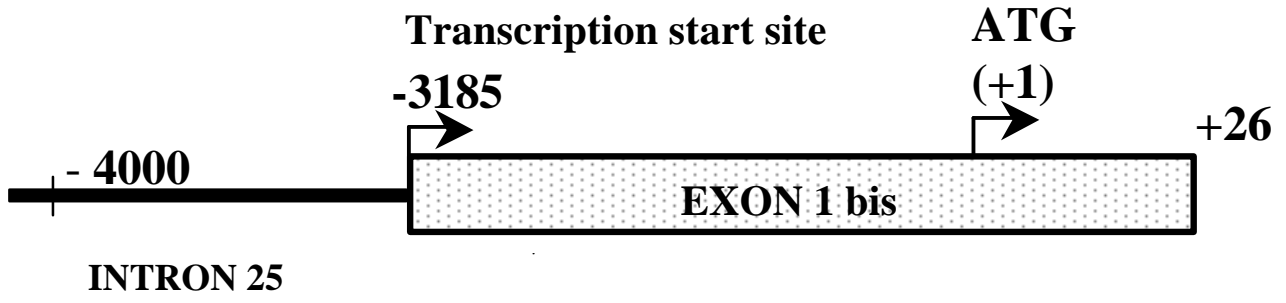 Transcription start site
ATG
-3185
(+1)
+26
- 4000
EXON 1 bis
INTRON 25